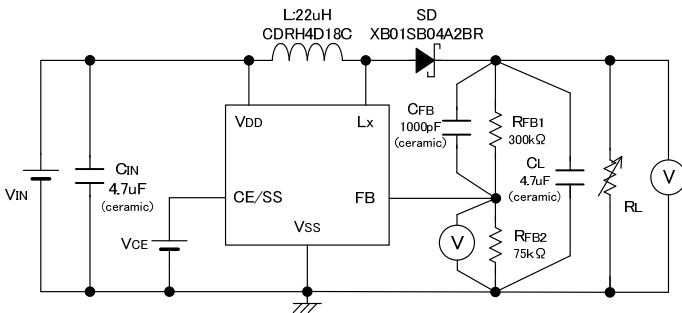 L:22uH
CDRH4D18C
SD
XB01SB04A2BR
VDD
Lx
CFB
1000pF
(ceramic)
RFB1
300kΩ
CIN
4.7uF
(ceramic)
CL
4.7uF
(ceramic)
V
VIN
CE/SS
FB
RL
VSS
VCE
V
RFB2
75kΩ